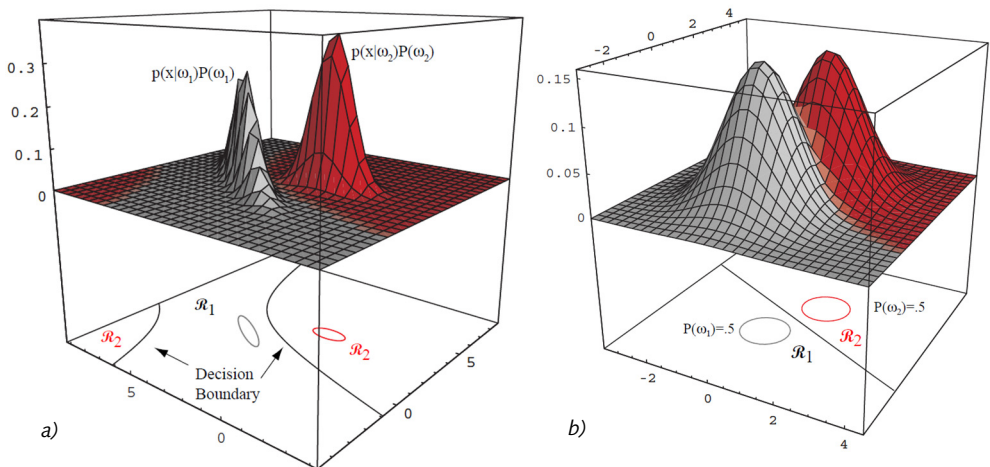 p(x|ω₂)P(ω₂)
p(x|ω₁)P(ω₁)
0.3
0.2
0.1
0
ℛ₁
ℛ₂
ℛ₂
Decision
Boundary
5
0
0
5
a)
-2
0
2
4
0.15
0.1
0.05
0
P(ω₂)=.5
ℛ₂
P(ω₁)=.5
ℛ₁
-2
0
2
4
b)